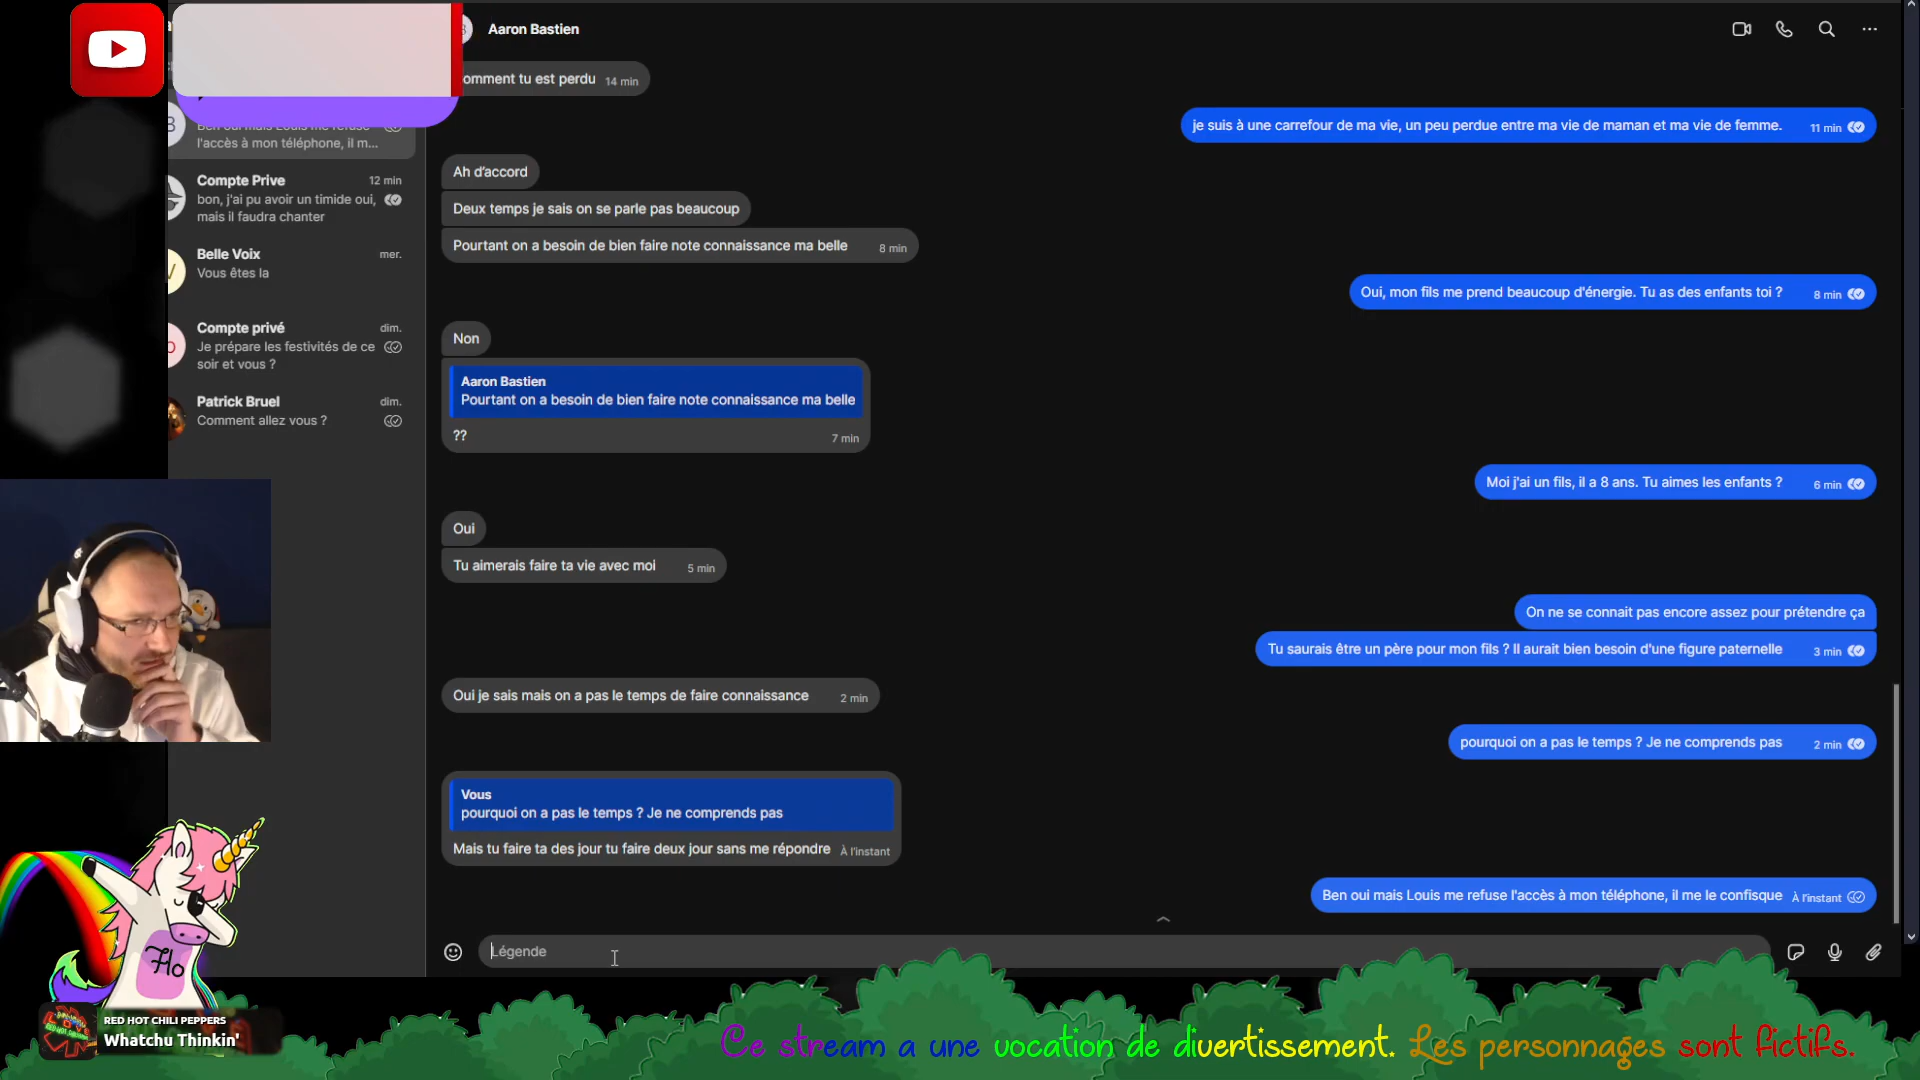 Aaron Bastien
omment tu est perdu 14 min
je suis à une carrefour de ma vie, un peu perdue entre ma vie de maman et ma vie de femme. 11 min
Ah d'accord
Deux temps je sais on se parle pas beaucoup
Pourtant on a besoin de bien faire note connaissance ma belle 8 min
Oui, mon fils me prend beaucoup d'énergie. Tu as des enfants toi ? 8 min
Non
Aaron Bastien
Pourtant on a besoin de bien faire note connaissance ma belle
?? 7 min
Moi j'ai un fils, il a 8 ans. Tu aimes les enfants ? 6 min
Oui
Tu aimerais faire ta vie avec moi 5 min
On ne se connait pas encore assez pour prétendre ça
Tu saurais être un père pour mon fils ? Il aurait bien besoin d'une figure paternelle 3 min
Oui je sais mais on a pas le temps de faire connaissance 2 min
pourquoi on a pas le temps ? Je ne comprends pas 2 min
Vous
pourquoi on a pas le temps ? Je ne comprends pas
Mais tu faire ta des jour tu faire deux jour sans me répondre À l'instant
Ben oui mais Louis me refuse l'accès à mon téléphone, il me le confisque À l'instant
Légende
B
Ben oui mais Louis me refuse
l'accès à mon téléphone, il m...
Compte Prive 12 min
bon, j'ai pu avoir un timide oui,
mais il faudra chanter
V
Belle Voix mer.
Vous êtes la
Compte privé dim.
Je prépare les festivités de ce
soir et vous ?
Patrick Bruel dim.
Comment allez vous ?
Flo
RED HOT CHILI PEPPERS
Whatchu Thinkin'
Ce stream a une vocation de divertissement. Les personnages sont fictifs.